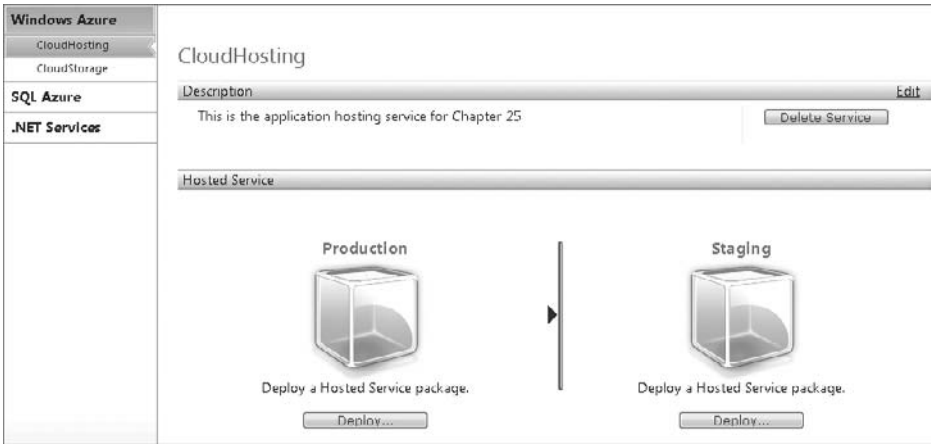 Windows Azure
CloudHosting
CloudStorage
SQL Azure
.NET Services
CloudHosting
Description Edit
This is the application hosting service for Chapter 25
Delete Service
Hosted Service
Production
Deploy a Hosted Service package.
Deploy...
Staging
Deploy a Hosted Service package.
Deploy...